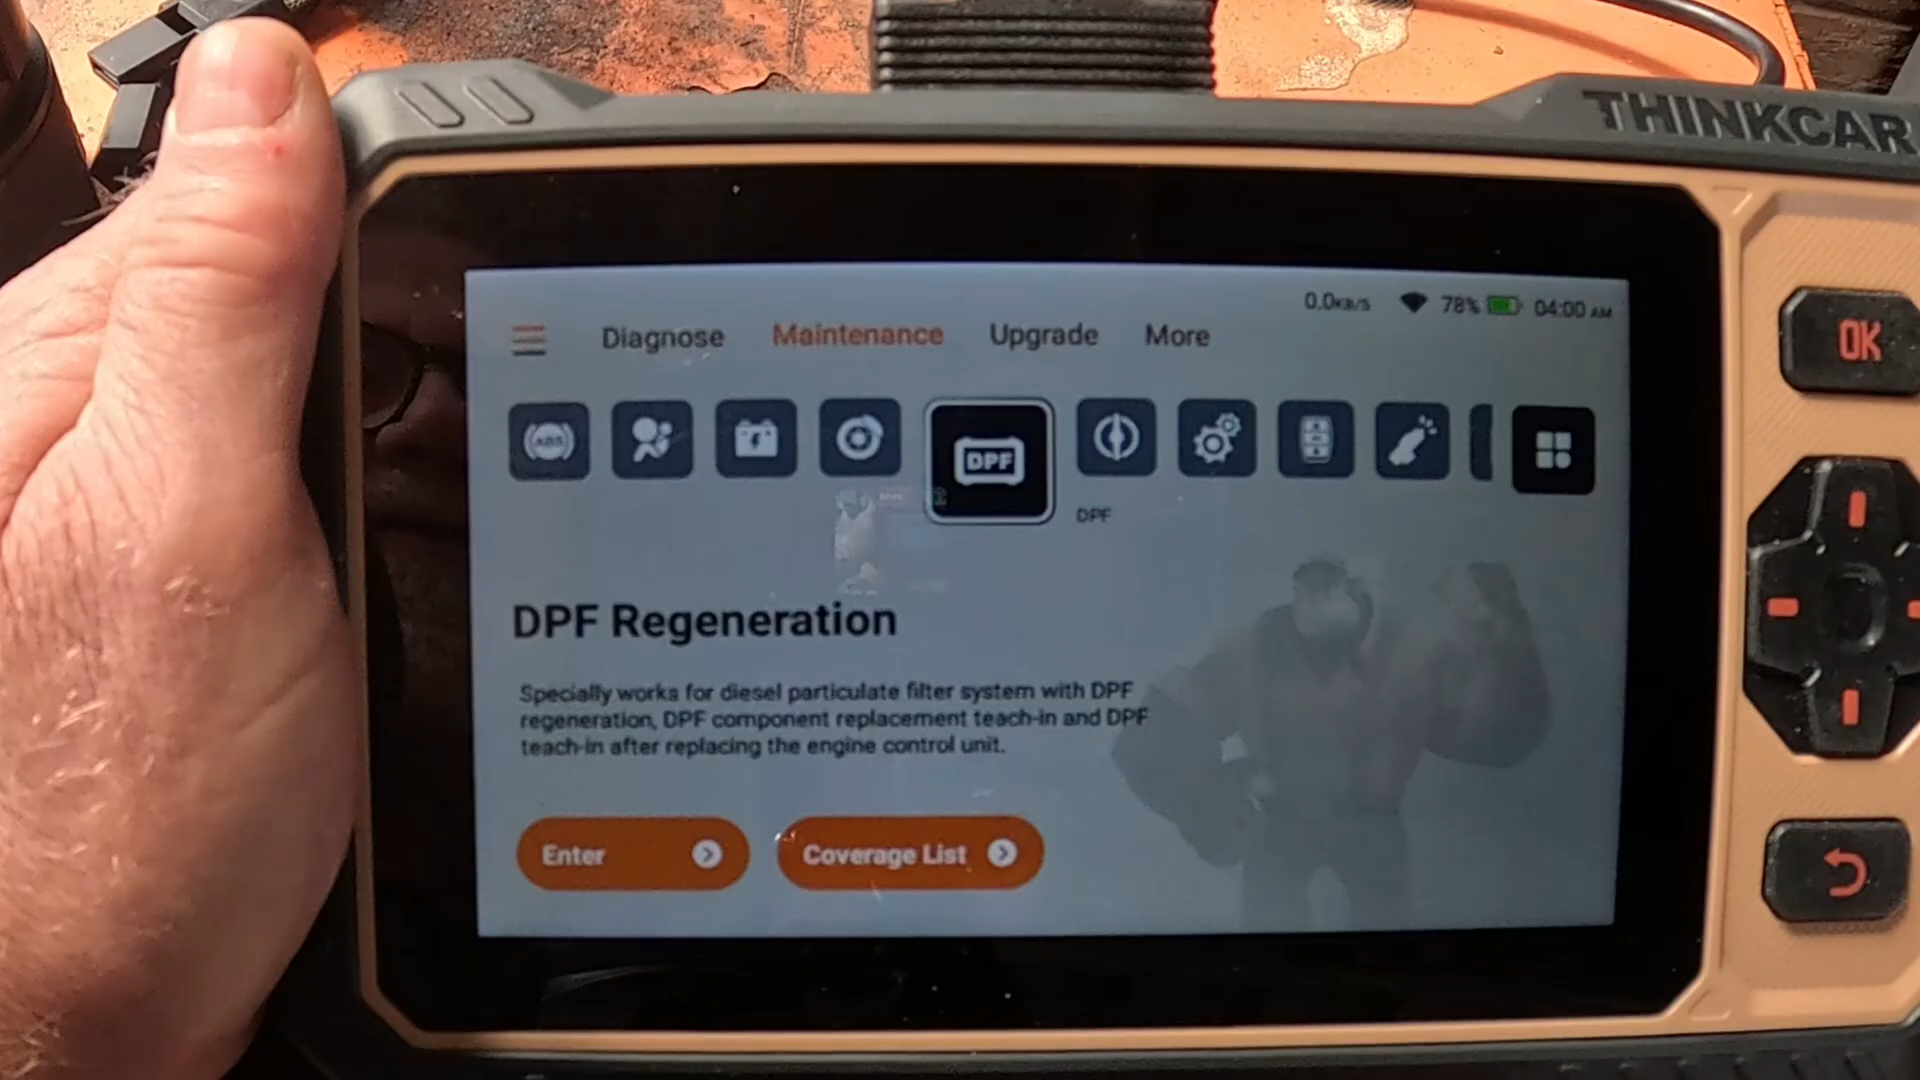 THINKCAR
0.0KB/S 78% 04:00 AM
Diagnose Maintenance Upgrade More
ABS
DPF
DPF
OK
DPF Regeneration
Specially works for diesel particulate filter system with DPF
regeneration, DPF component replacement teach-in and DPF
teach-in after replacing the engine control unit.
Enter
Coverage List